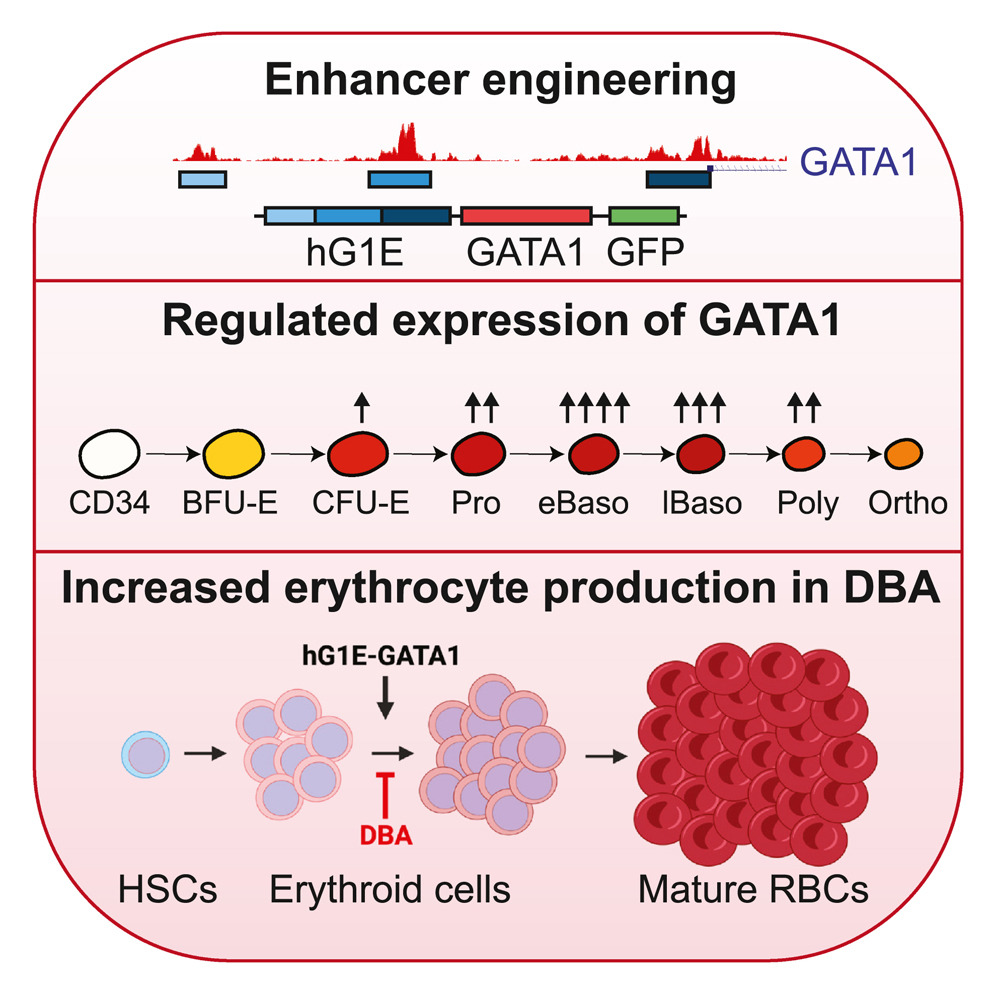 Enhancer engineering
GATA1
hG1E GATA1 GFP
Regulated expression of GATA1
CD34 BFU-E CFU-E Pro eBaso lBaso Poly Ortho
Increased erythrocyte production in DBA
hG1E-GATA1
DBA
HSCs Erythroid cells Mature RBCs